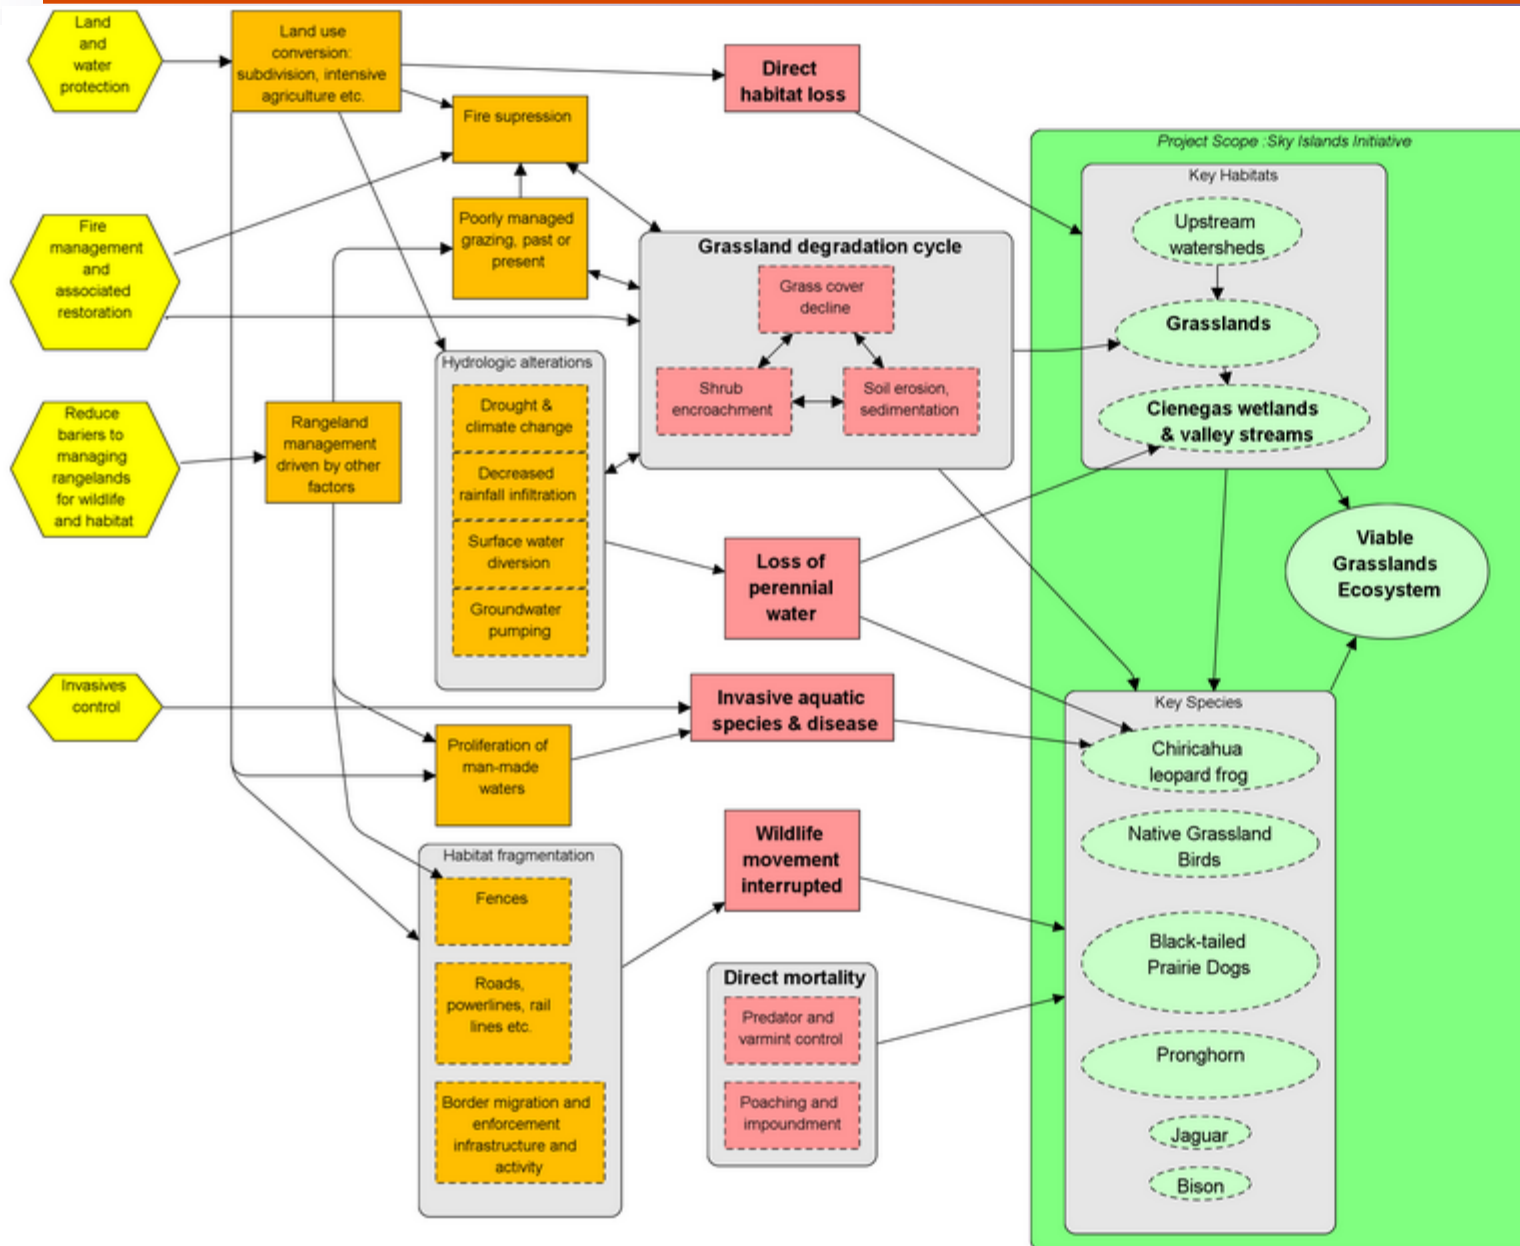 Land
and
water
protection
Land use
conversion:
subdivision, intensive
agriculture etc.
Direct
habitat loss
Fire supression
Project Scope :Sky Islands Initiative
Key Habitats
Upstream
watersheds
Grasslands
Cienegas wetlands
& valley streams
Fire
management
and
associated
restoration
Poorly managed
grazing, past or
present
Grassland degradation cycle
Grass cover
decline
Shrub
encroachment
Soil erosion,
sedimentation
Hydrologic alterations
Drought &
climate change
Decreased
rainfall infiltration
Surface water
diversion
Groundwater
pumping
Reduce
bariers to
managing
rangelands
for wildlife
and habitat
Rangeland
management
driven by other
factors
Loss of
perennial
water
Viable
Grasslands
Ecosystem
Invasives
control
Invasive aquatic
species & disease
Proliferation of
man-made
waters
Key Species
Chiricahua
leopard frog
Native Grassland
Birds
Black-tailed
Prairie Dogs
Pronghorn
Jaguar
Bison
Habitat fragmentation
Fences
Roads,
powerlines, rail
lines etc.
Border migration and
enforcement
infrastructure and
activity
Wildlife
movement
interrupted
Direct mortality
Predator and
varmint control
Poaching and
impoundment